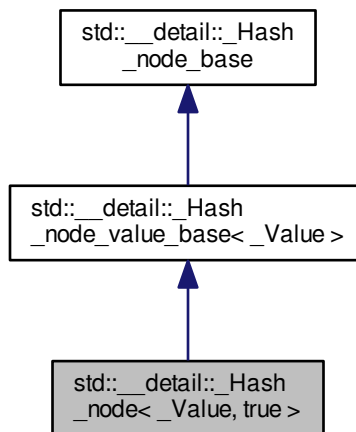 std::__detail::_Hash
_node_base
std::__detail::_Hash
_node_value_base< _Value >
std::__detail::_Hash
_node< _Value, true >